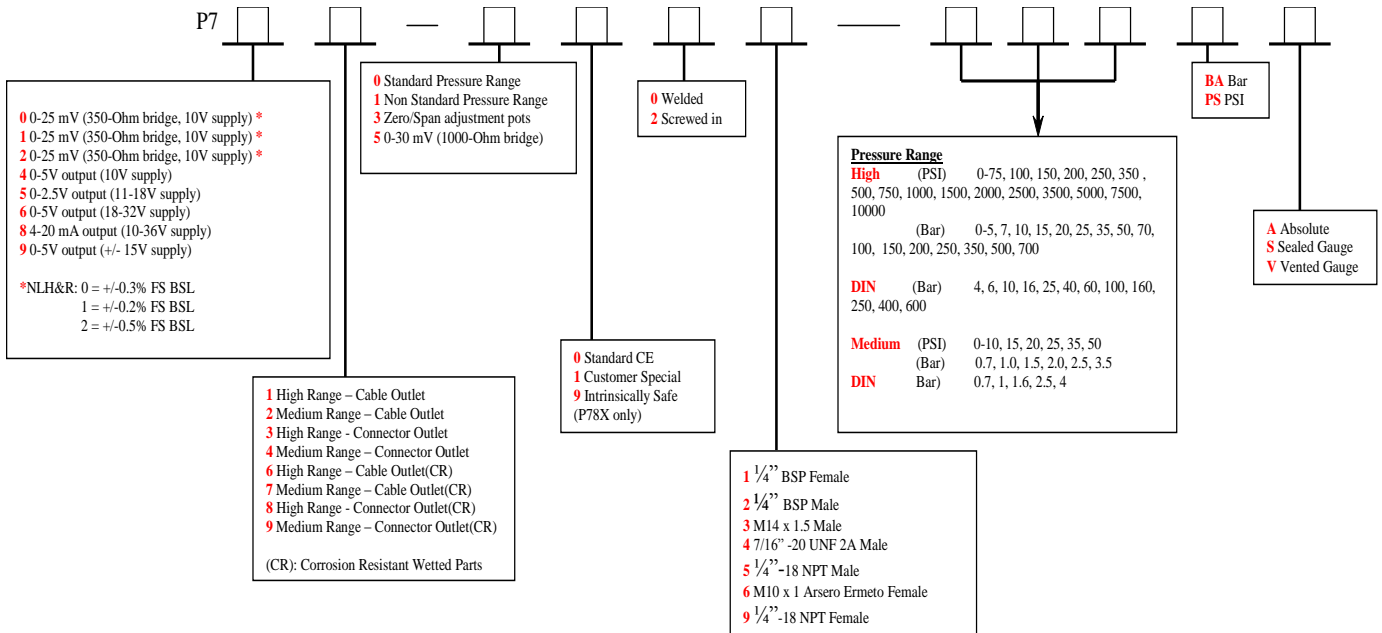 P7
0 0-25 mV (350-Ohm bridge, 10V supply) *
1 0-25 mV (350-Ohm bridge, 10V supply) *
2 0-25 mV (350-Ohm bridge, 10V supply) *
4 0-5V output (10V supply)
5 0-2.5V output (11-18V supply)
6 0-5V output (18-32V supply)
8 4-20 mA output (10-36V supply)
9 0-5V output (+/- 15V supply)
*NLH&R: 0 = +/-0.3% FS BSL
1 = +/-0.2% FS BSL
2 = +/-0.5% FS BSL
1 High Range – Cable Outlet
2 Medium Range – Cable Outlet
3 High Range - Connector Outlet
4 Medium Range – Connector Outlet
6 High Range – Cable Outlet(CR)
7 Medium Range – Cable Outlet(CR)
8 High Range - Connector Outlet(CR)
9 Medium Range – Connector Outlet(CR)
(CR): Corrosion Resistant Wetted Parts
0 Standard Pressure Range
1 Non Standard Pressure Range
3 Zero/Span adjustment pots
5 0-30 mV (1000-Ohm bridge)
0 Standard CE
1 Customer Special
9 Intrinsically Safe
(P78X only)
0 Welded
2 Screwed in
1 ¼” BSP Female
2 ¼” BSP Male
3 M14 x 1.5 Male
4 7/16” -20 UNF 2A Male
5 ¼”-18 NPT Male
6 M10 x 1 Arsero Ermeto Female
9 ¼”-18 NPT Female
Pressure Range
High (PSI) 0-75, 100, 150, 200, 250, 350 ,
500, 750, 1000, 1500, 2000, 2500, 3500, 5000, 7500,
10000
(Bar) 0-5, 7, 10, 15, 20, 25, 35, 50, 70,
100, 150, 200, 250, 350, 500, 700
DIN (Bar) 4, 6, 10, 16, 25, 40, 60, 100, 160,
250, 400, 600
Medium (PSI) 0-10, 15, 20, 25, 35, 50
(Bar) 0.7, 1.0, 1.5, 2.0, 2.5, 3.5
DIN Bar) 0.7, 1, 1.6, 2.5, 4
BA Bar
PS PSI
A Absolute
S Sealed Gauge
V Vented Gauge